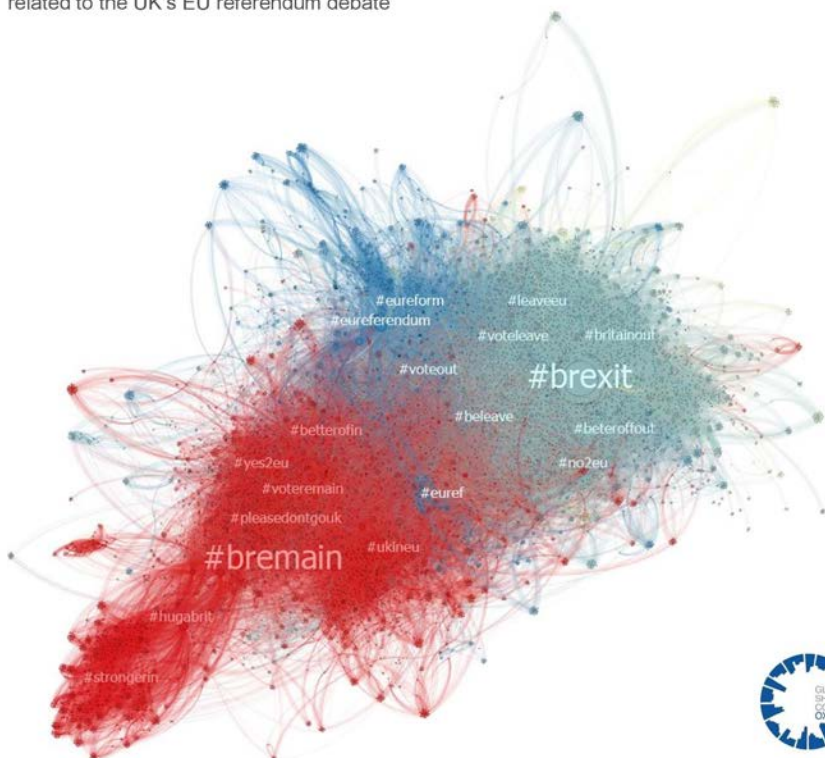 related to the UK's EU referendum debate
#eureform
#leaveeu
#eureferendum
#voteleave
#britainout
#voteout
#brexit
#beleave
#betterofin
#beteroffout
#yes2eu
#no2eu
#voteremain
#euref
#pleasedontgouk
#bremain
#ukineu
#hugabrit
#strongerin